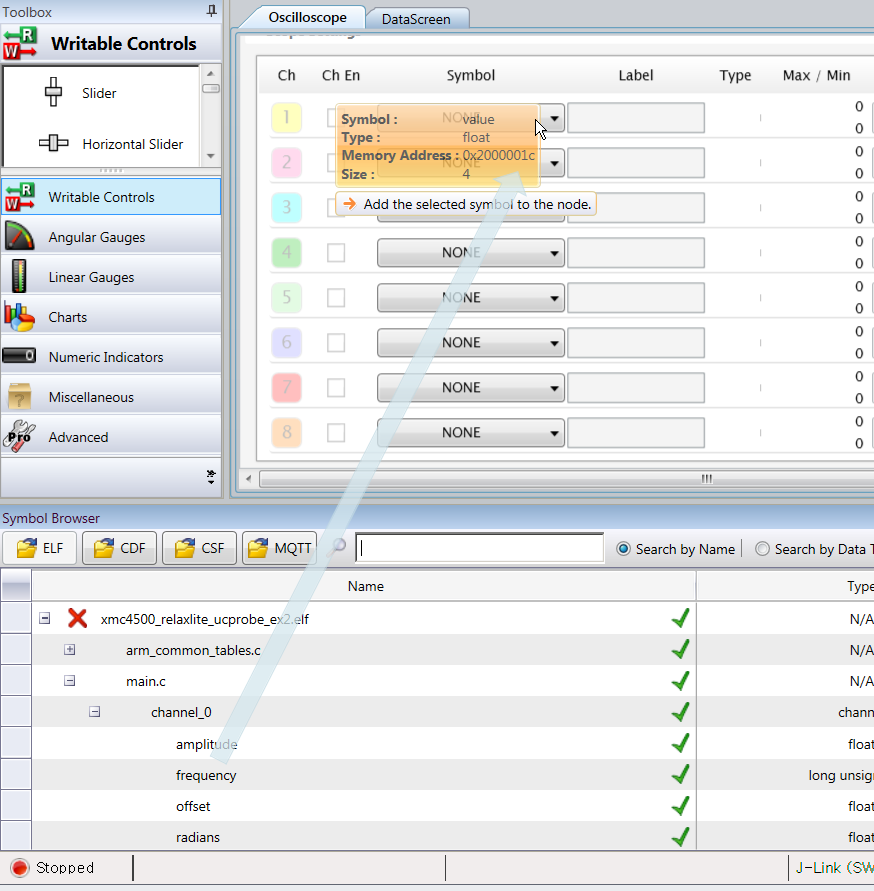 Toolbox
Writable Controls
Slider
Horizontal Slider
Writable Controls
Angular Gauges
Linear Gauges
Charts
Numeric Indicators
Miscellaneous
Pro
Advanced
Oscilloscope DataScreen
Ch Ch En Symbol Label Type Max / Min
1 NONE 0
0
2 NONE 0
0
3 0
0
4 NONE 0
0
5 NONE 0
0
6 NONE 0
0
7 NONE 0
0
8 NONE 0
0
Symbol : value
Type : float
Memory Address : 0x2000001c
Size : 4
Add the selected symbol to the node.
Symbol Browser
ELF CDF CSF MQTT Search by Name Search by Data T
Name Type
xmc4500_relaxlite_ucprobe_ex2.elf N/A
arm_common_tables.c N/A
main.c N/A
channel_0 chann
amplitude float
frequency long unsig
offset float
radians float
Stopped J-Link (SW